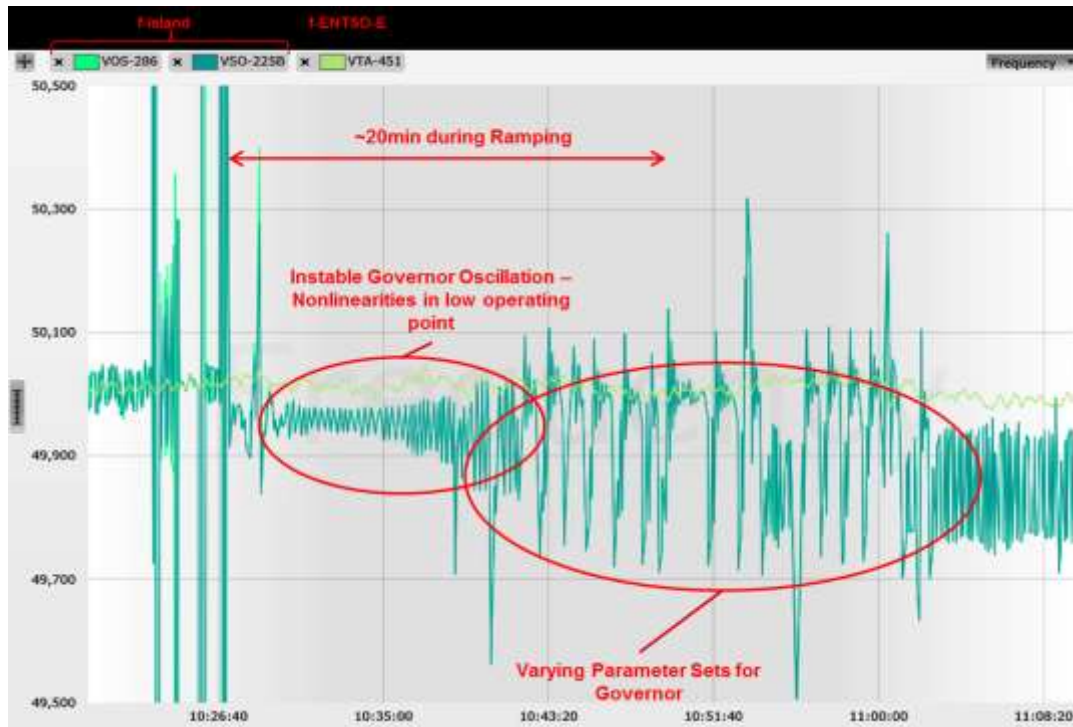 f-island f-ENTSO-E
VOS-286 VSO-225B VTA-451 Frequency
50,500
~20min during Ramping
50,300
Instable Governor Oscillation –
Nonlinearities in low operating
point
50,100
49,900
49,700
Varying Parameter Sets for
Governor
49,500
10:26:40 10:35:00 10:43:20 10:51:40 11:00:00 11:08:20